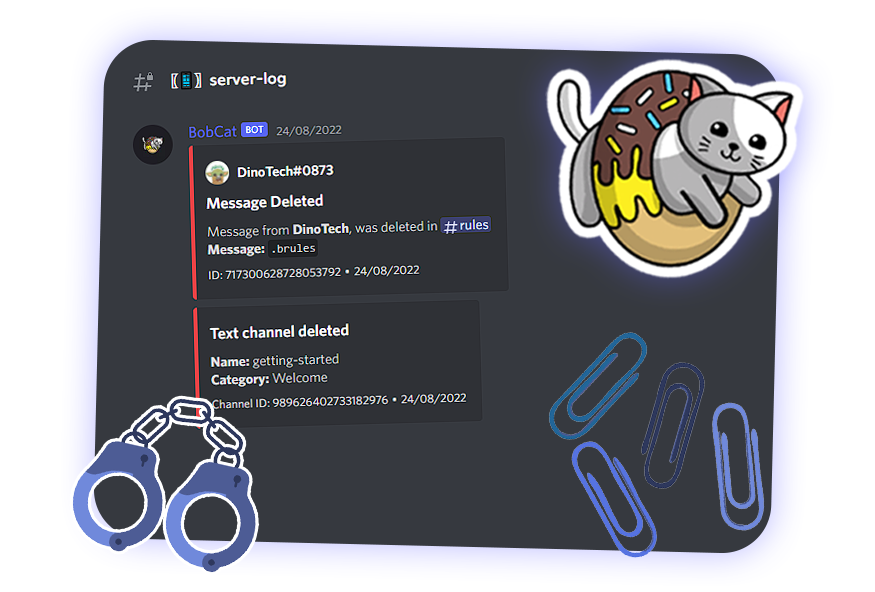 server-log
BobCat BOT 24/08/2022
DinoTech#0873
Message Deleted
Message from DinoTech, was deleted in #rules
Message: .brules
ID: 717300628728053792 • 24/08/2022
Text channel deleted
Name: getting-started
Category: Welcome
Channel ID: 989626402733182976 • 24/08/2022